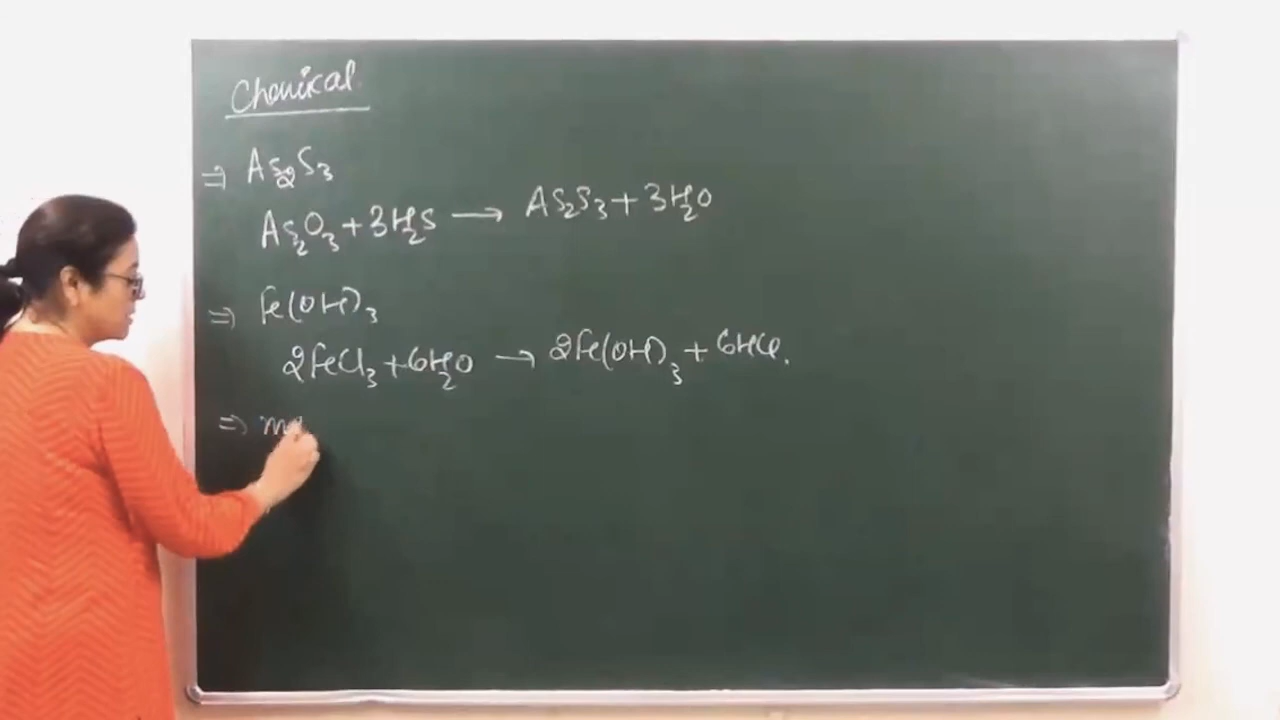 Chemical
⇒ As₂S₃
As₂O₃ + 3H₂S ⟶ As₂S₃ + 3H₂O
⇒ Fe(OH)₃
2FeCl₃ + 6H₂O ⟶ 2Fe(OH)₃ + 6HCl.
⇒